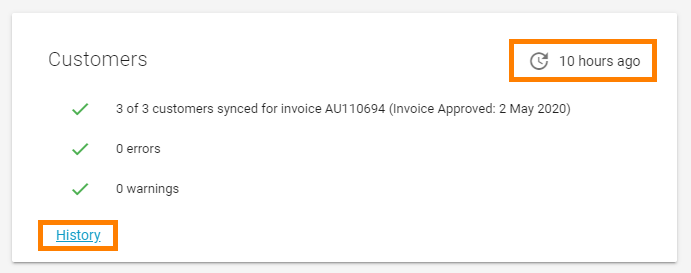 Customers
10 hours ago
3 of 3 customers synced for invoice AU110694 (Invoice Approved: 2 May 2020)
0 errors
0 warnings
History